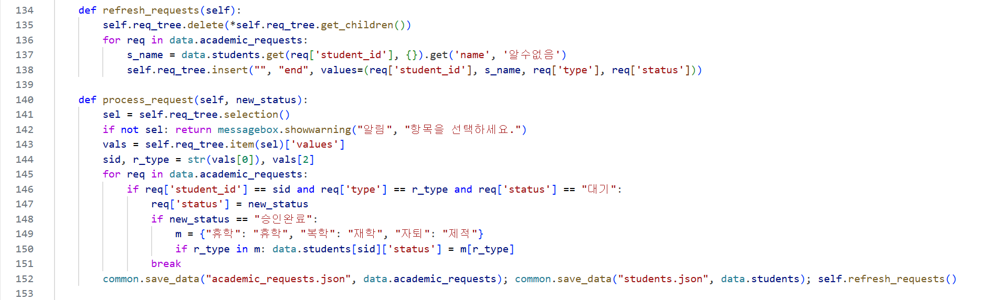 134 def refresh_requests(self):
135 self.req_tree.delete(*self.req_tree.get_children())
136 for req in data.academic_requests:
137 s_name = data.students.get(req['student_id'], {}).get('name', '알수없음')
138 self.req_tree.insert("", "end", values=(req['student_id'], s_name, req['type'], req['status']))
139
140 def process_request(self, new_status):
141 sel = self.req_tree.selection()
142 if not sel: return messagebox.showwarning("알림", "항목을 선택하세요.")
143 vals = self.req_tree.item(sel)['values']
144 sid, r_type = str(vals[0]), vals[2]
145 for req in data.academic_requests:
146 if req['student_id'] == sid and req['type'] == r_type and req['status'] == "대기":
147 req['status'] = new_status
148 if new_status == "승인완료":
149 m = {"휴학": "휴학", "복학": "재학", "자퇴": "제적"}
150 if r_type in m: data.students[sid]['status'] = m[r_type]
151 break
152 common.save_data("academic_requests.json", data.academic_requests); common.save_data("students.json", data.students); self.refresh_requests()
153